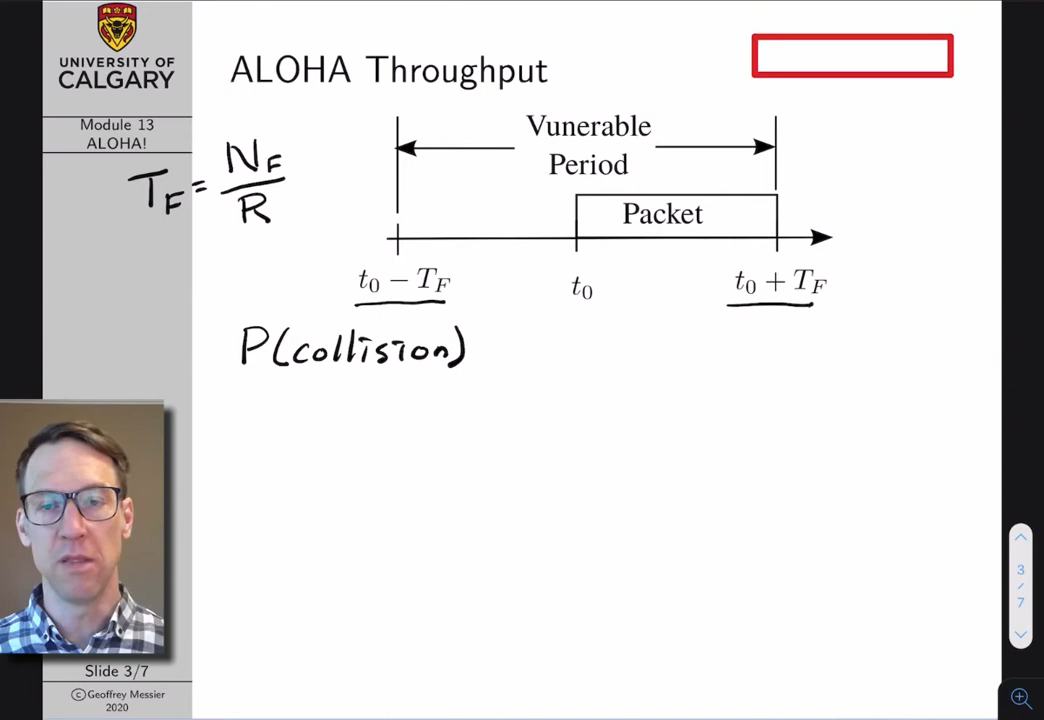 UNIVERSITY OF
CALGARY
Module 13
ALOHA!
ALOHA Throughput
Vunerable
Period
Packet
T_F = N_F / R
t_0 − T_F
t_0
t_0 + T_F
P(collision)
3
/
7
Slide 3/7
©Geoffrey Messier
2020